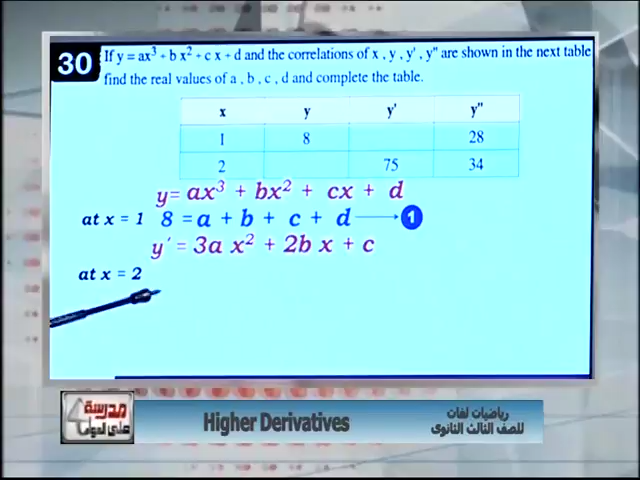 30
If y = ax³ + b x² + c x + d and the correlations of x , y , y' , y" are shown in the next table
find the real values of a , b , c , d and complete the table.
x y y' y"
1 8 28
2 75 34
y= ax³ + bx² + cx + d
at x = 1 8 = a + b + c + d → 1
y' = 3a x² + 2b x + c
at x = 2
مدرسة
على الهوا
Higher Derivatives
رياضيات لغات
للصف الثالث الثانوى